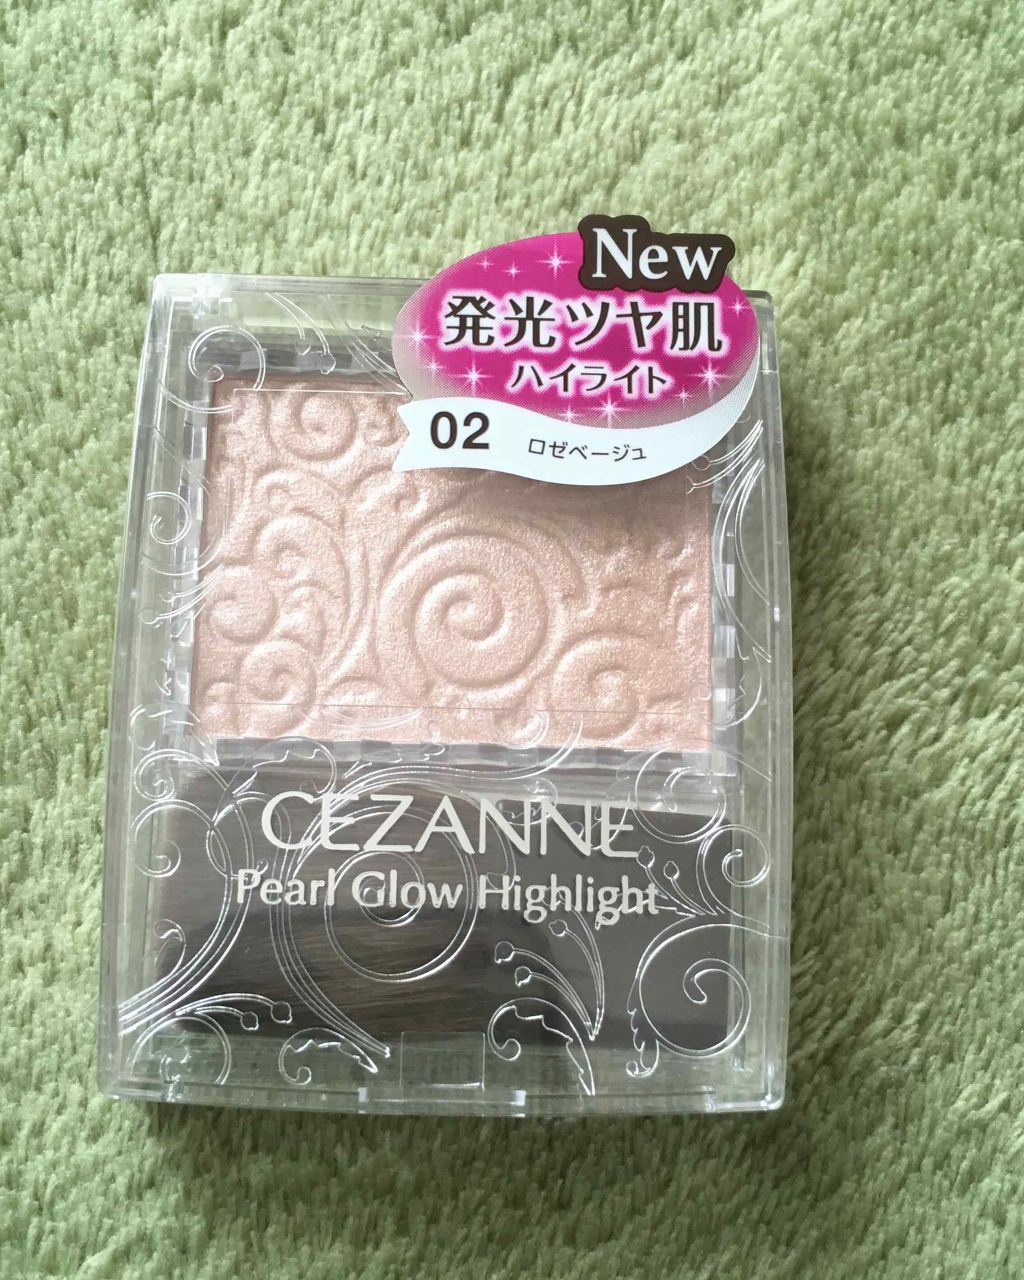 New
発光ツヤ肌
ハイライト
02 ロゼベージュ
CEZANNE
Pearl Glow Highlight